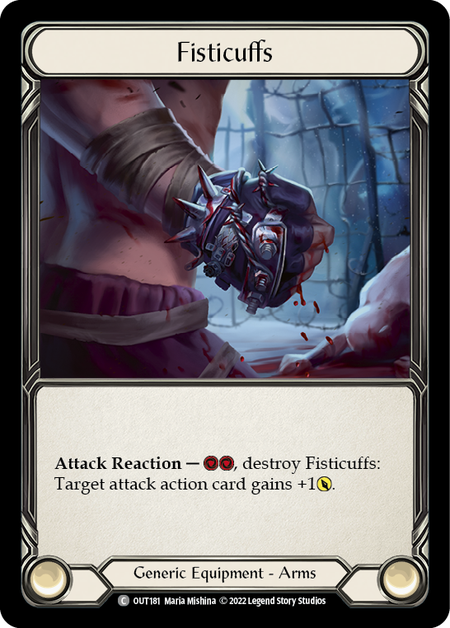 Fisticuffs
Attack Reaction — , destroy Fisticuffs:
Target attack action card gains +1.
Generic Equipment - Arms
C OUT181 Maria Mishina © 2022 Legend Story Studios